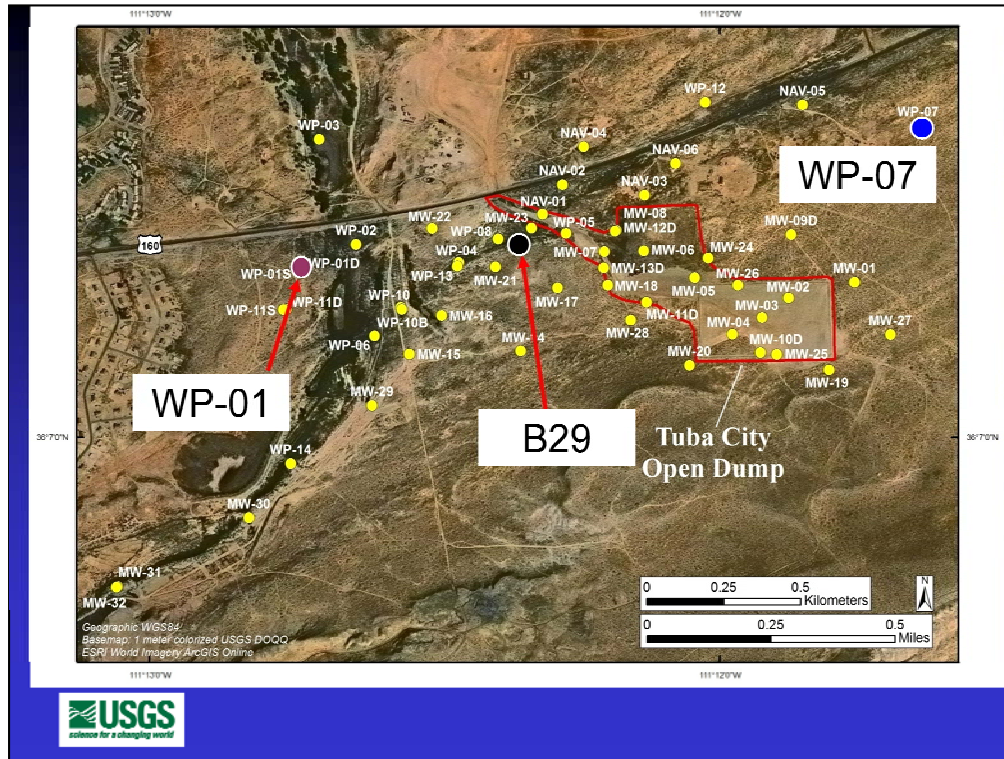 111°13'0"W
111°12'0"W
WP-12
NAV-05
WP-07
WP-03
NAV-04
NAV-06
WP-07
NAV-02
NAV-03
NAV-01
MW-22
MW-23
WP-05
MW-08
MW-12D
MW-09D
160
WP-02
WP-08
MW-07
MW-06
MW-24
WP-04
WP-01S
WP-01D
WP-13
MW-21
MW-13D
MW-05
MW-26
MW-01
MW-18
MW-17
MW-02
WP-11D
WP-10
WP-11S
MW-16
MW-11D
MW-03
WP-10B
MW-28
MW-04
MW-27
WP-06
MW-14
MW-10D
MW-15
MW-20
MW-25
MW-19
MW-29
WP-01
B29
Tuba City
Open Dump
36°7'0"N
36°7'0"N
WP-14
MW-30
MW-31
MW-32
0 0.25 0.5
Kilometers
N
0 0.25 0.5
Miles
Geographic WGS84
Basemap: 1 meter colorized USGS DOQQ
ESRI World Imagery ArcGIS Online
111°13'0"W
111°12'0"W
USGS
science for a changing world